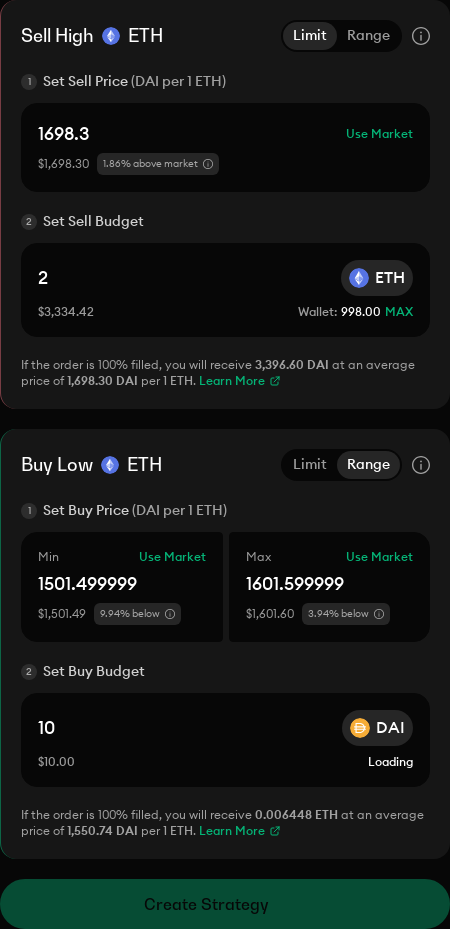 Sell High ETH Limit Range
1 Set Sell Price (DAI per 1 ETH)
1698.3 Use Market
$1,698.30 1.86% above market
2 Set Sell Budget
2 ETH
$3,334.42 Wallet: 998.00 MAX
If the order is 100% filled, you will receive 3,396.60 DAI at an average
price of 1,698.30 DAI per 1 ETH. Learn More
Buy Low ETH Limit Range
1 Set Buy Price (DAI per 1 ETH)
Min Use Market Max Use Market
1501.499999 1601.599999
$1,501.49 9.94% below $1,601.60 3.94% below
2 Set Buy Budget
10 DAI
$10.00 Loading
If the order is 100% filled, you will receive 0.006448 ETH at an average
price of 1,550.74 DAI per 1 ETH. Learn More
Create Strategy